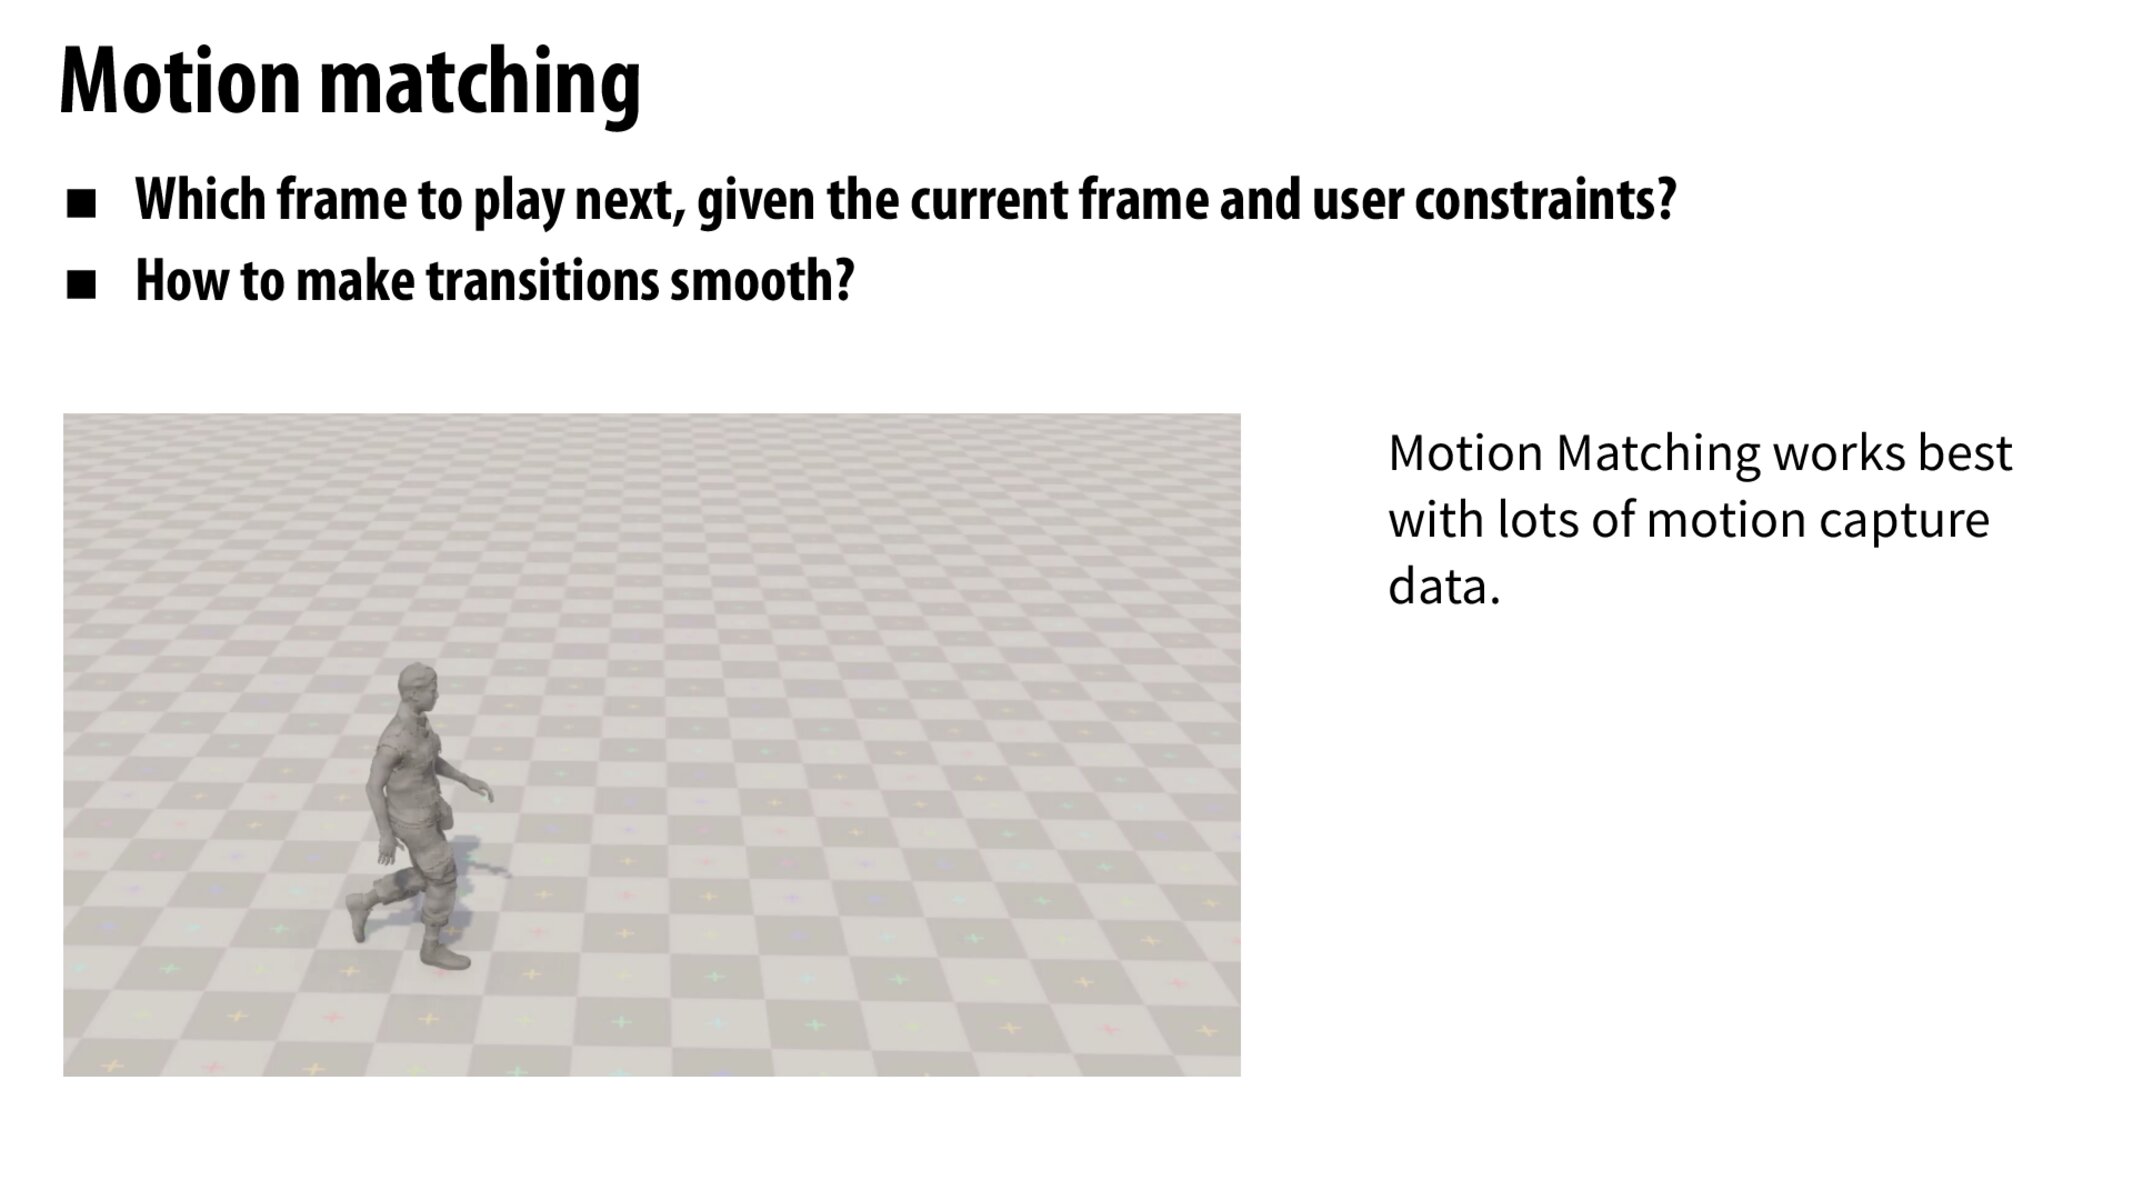 Motion matching
■ Which frame to play next, given the current frame and user constraints?
■ How to make transitions smooth?
Motion Matching works best
with lots of motion capture
data.